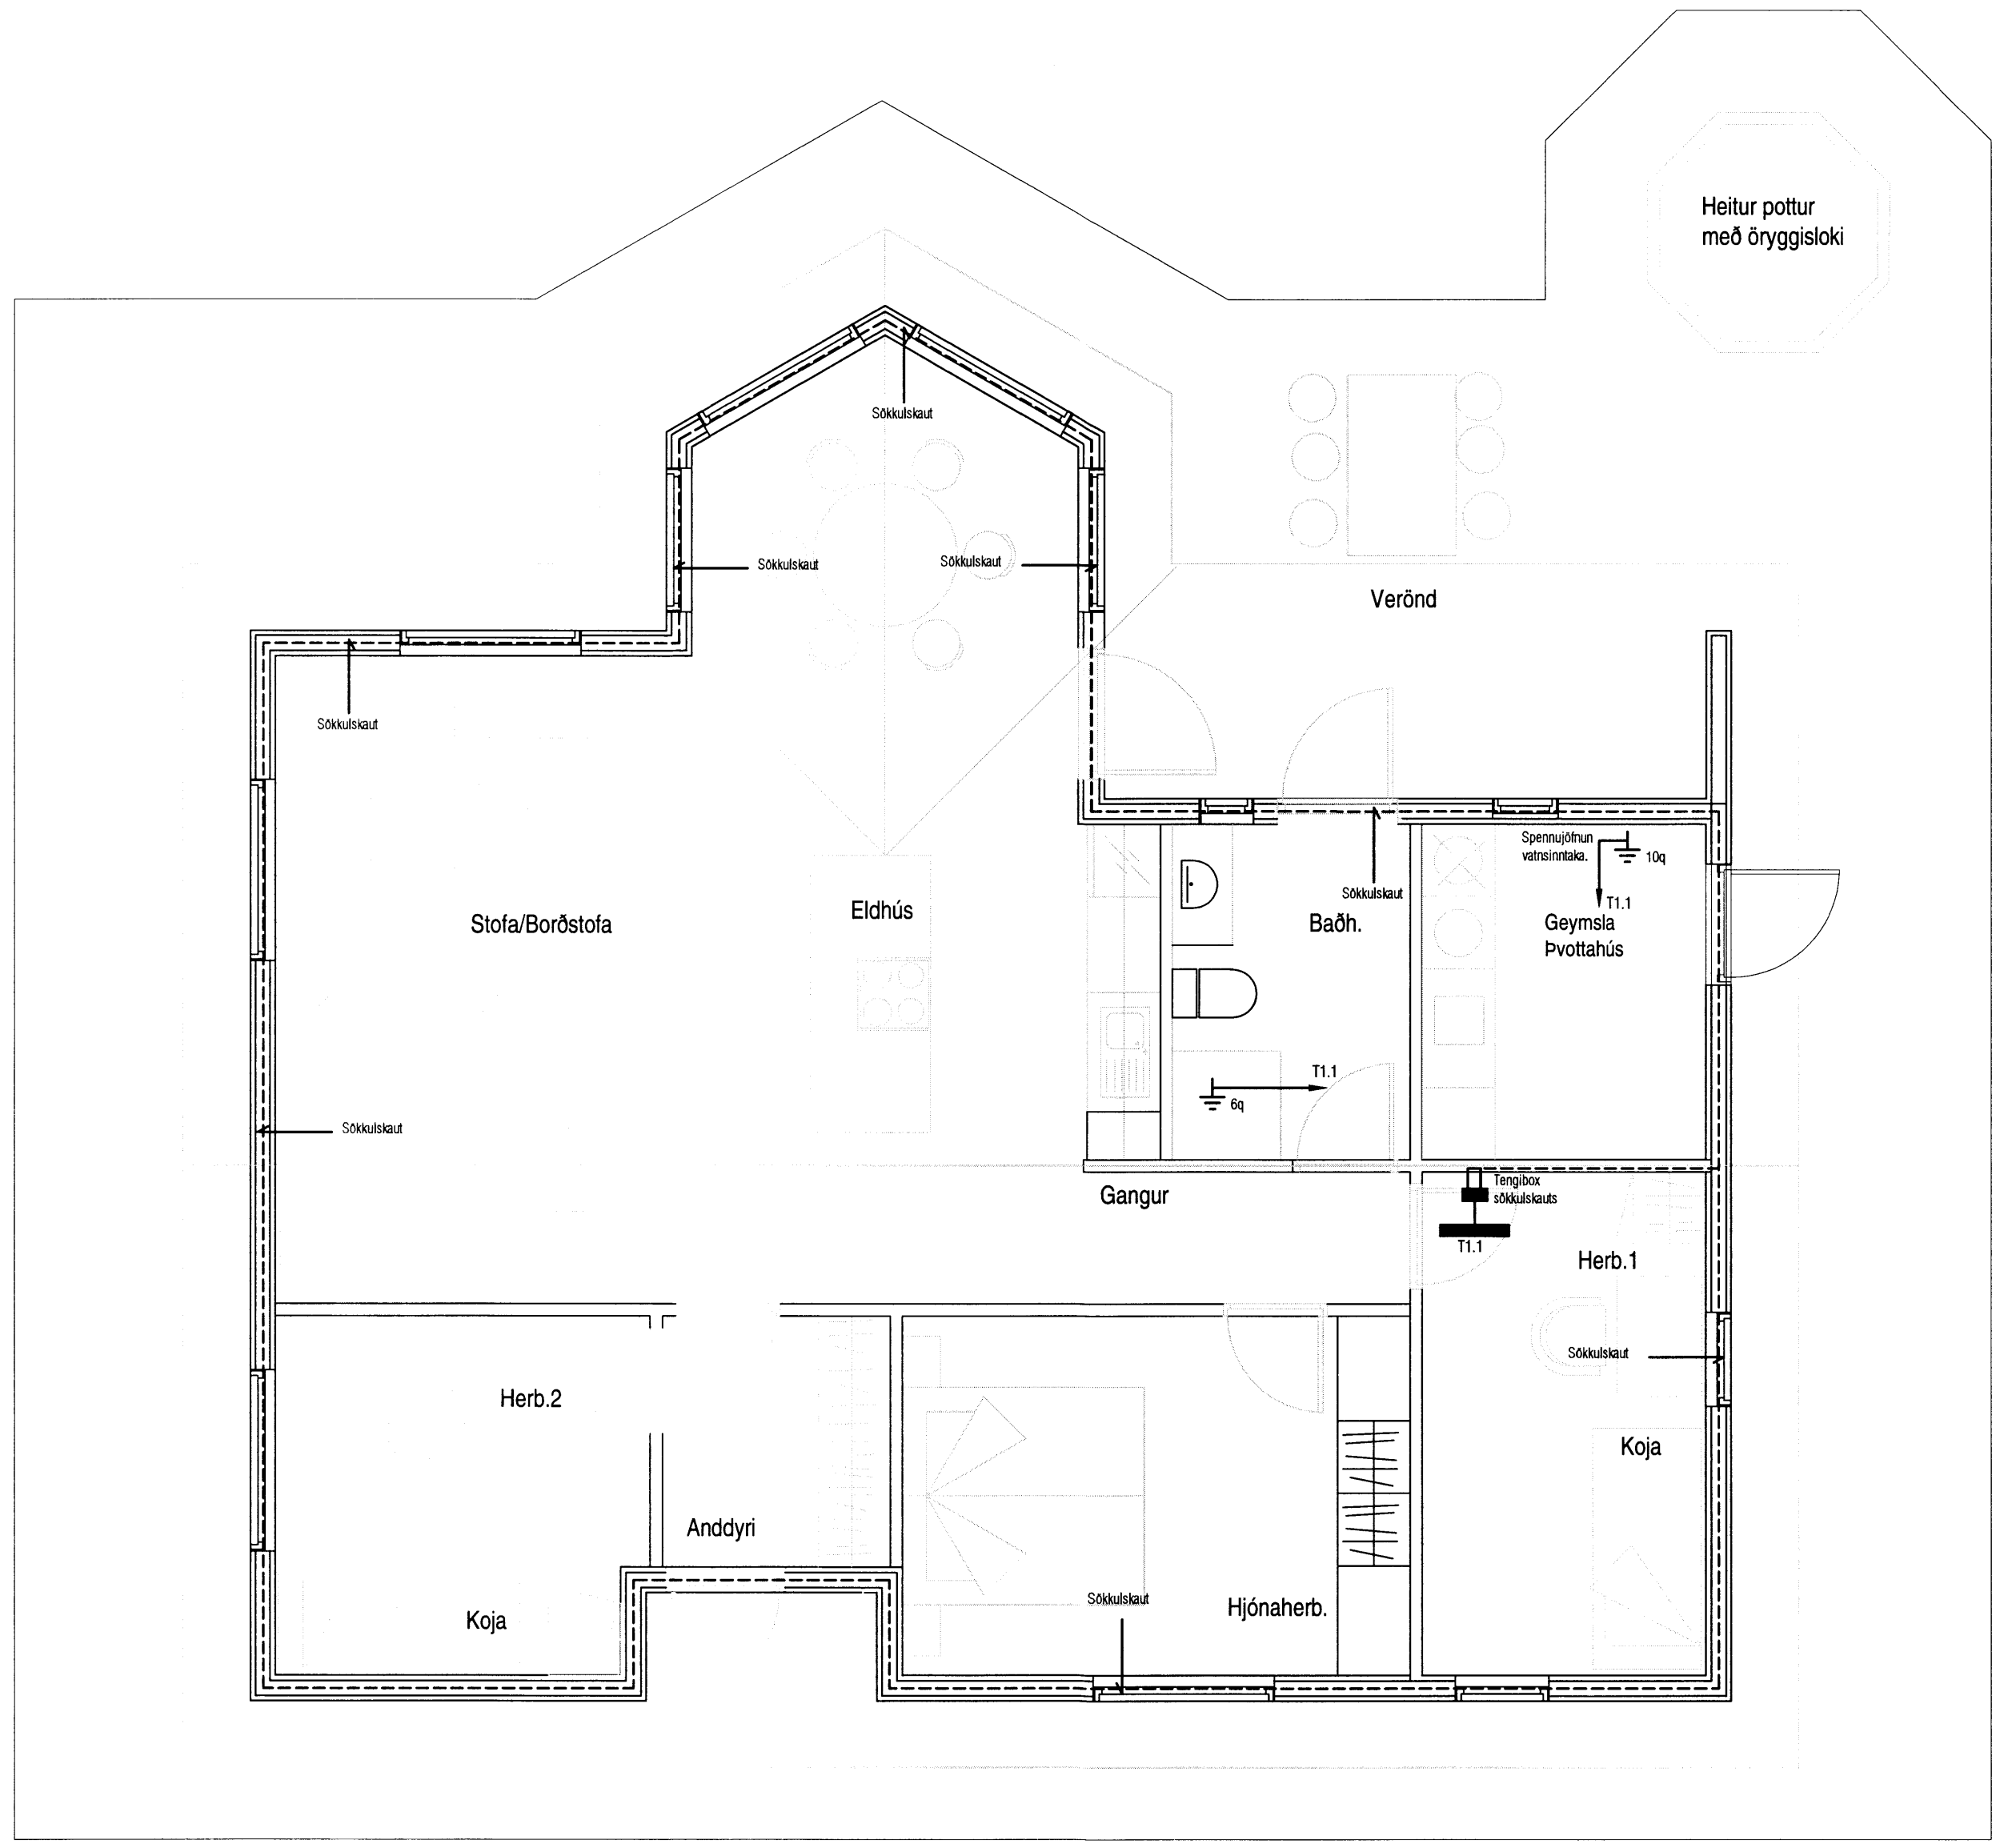 Heitur pottur
með öryggisloki
Sökkulskaut
Sökkulskaut
Sökkulskaut
Verönd
Sökkulskaut
Spennujöfnun
vatnsinntaka.
10q
T1.1
Sökkulskaut
Stofa/Borðstofa
Eldhús
Baðh.
Geymsla
Þvottahús
T1.1
6q
Sökkulskaut
Gangur
Tengibox
sökkulskauts
T1.1
Herb.1
Sökkulskaut
Herb.2
Koja
Anddyri
Sökkulskaut
Hjónaherb.
Koja